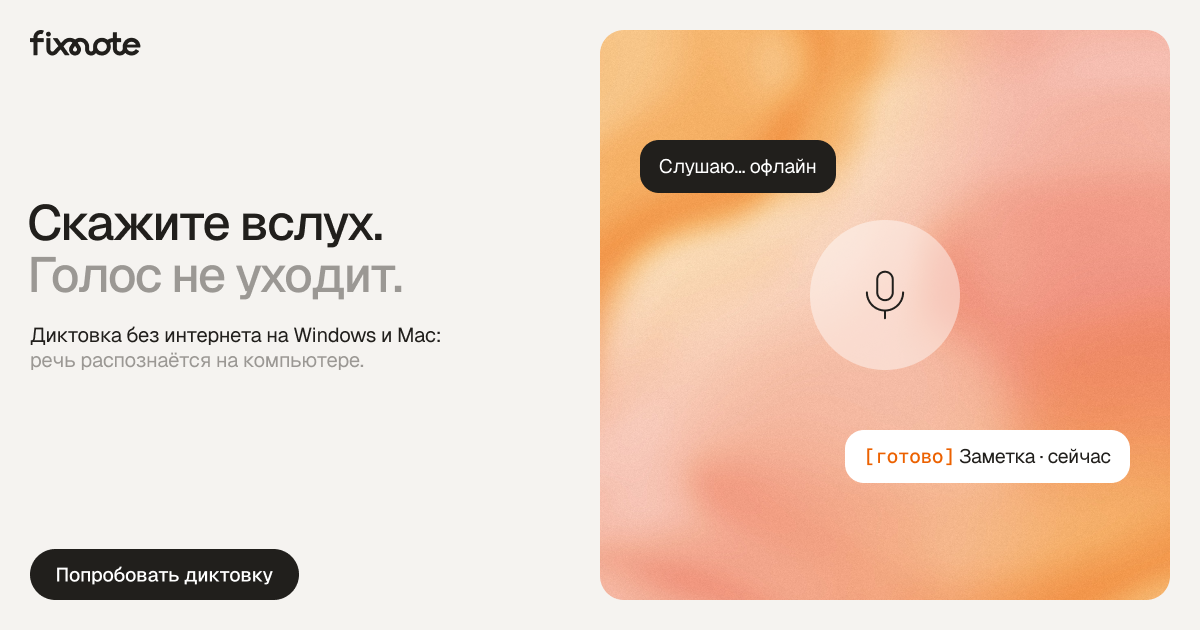 fixnote
Скажите вслух.
Голос не уходит.
Диктовка без интернета на Windows и Mac:
речь распознаётся на компьютере.
Попробовать диктовку
Слушаю... офлайн
[готово] Заметка · сейчас